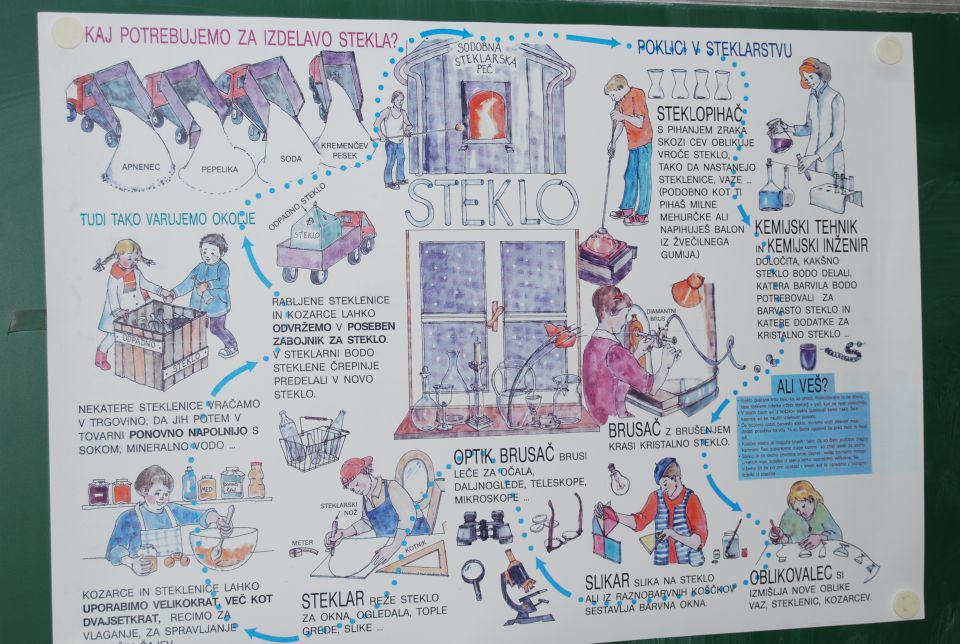 KAJ POTREBUJEMO ZA IZDELAVO STEKLA?
SODOBNA
STEKLARSKA
PEČ
APNENEC
PEPELIKA
SODA
KREMENČEV
PESEK
STEKLO
POKLICI V STEKLARSTVU
STEKLOPIHAČ
S PIHANJEM ZRAKA
SKOZI CEV OBLIKUJE
VROČE STEKLO,
TAKO DA NASTANEJO
STEKLENICE, VAZE ...
(PODOBNO KOT TI
PIHAŠ MILNE
MEHURČKE ALI
NAPIHUJEŠ BALON
IZ ŽVEČILNEGA
GUMIJA.)
KEMIJSKI TEHNIK
IN KEMIJSKI INŽENIR
DOLOČITA, KAKŠNO
STEKLO BODO DELALI,
KATERA BARVILA BODO
POTREBOVALI ZA
BARVASTO STEKLO IN
KATERE DODATKE ZA
KRISTALNO STEKLO ...
DIAMANTNI
BRUS
BRUSAČ Z BRUŠENJEM
KRASI KRISTALNO STEKLO.
ALI VEŠ?
OBLIKOVALEC SI
IZMIŠLJA NOVE OBLIKE
VAZ, STEKLENIC, KOZARCEV.
SLIKAR SLIKA NA STEKLO
ALI IZ RAZNOBARVNIH KOŠČKOV
SESTAVLJA BARVNA OKNA.
OPTIK BRUSAČ BRUSI
LEČE ZA OČALA,
DALJNOGLEDE, TELESKOPE,
MIKROSKOPE ...
STEKLARSKI
NOŽ
METER
KOTNIK
STEKLAR REŽE STEKLO
ZA OKNA, OGLEDALA, TOPLE
GREDE, SLIKE ...
MED
KOZARCE IN STEKLENICE LAHKO
UPORABIMO VELIKOKRAT, VEČ KOT
DVAJSETKRAT, RECIMO ZA
VLAGANJE, ZA SPRAVLJANJE
TUDI TAKO VARUJEMO OKOLJE
ODPADNO
STEKLO
NEKATERE STEKLENICE VRAČAMO
V TRGOVINO, DA JIH POTEM V
TOVARNI PONOVNO NAPOLNIJO S
SOKOM, MINERALNO VODO ...
ODPADNO STEKLO
STEKLO
RABLJENE STEKLENICE
IN KOZARCE LAHKO
ODVRŽEMO V POSEBEN
ZABOJNIK ZA STEKLO.
V STEKLARNI BODO
STEKLENE ČREPINJE
PREDELALI V NOVO
STEKLO.